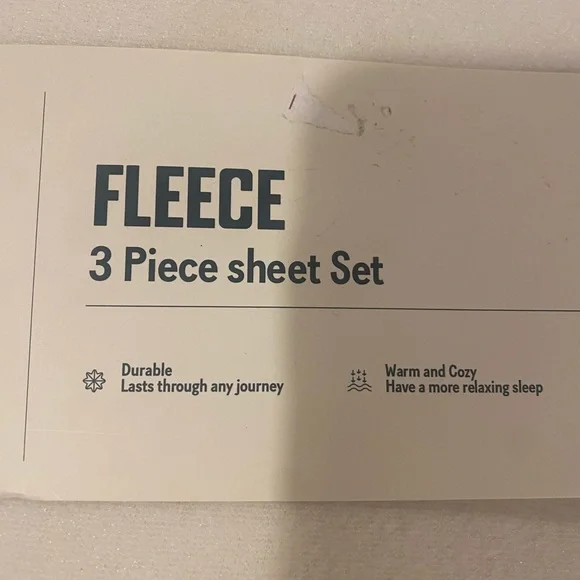 FLEECE
3 Piece sheet Set
Durable
Lasts through any journey
Warm and Cozy
Have a more relaxing sleep